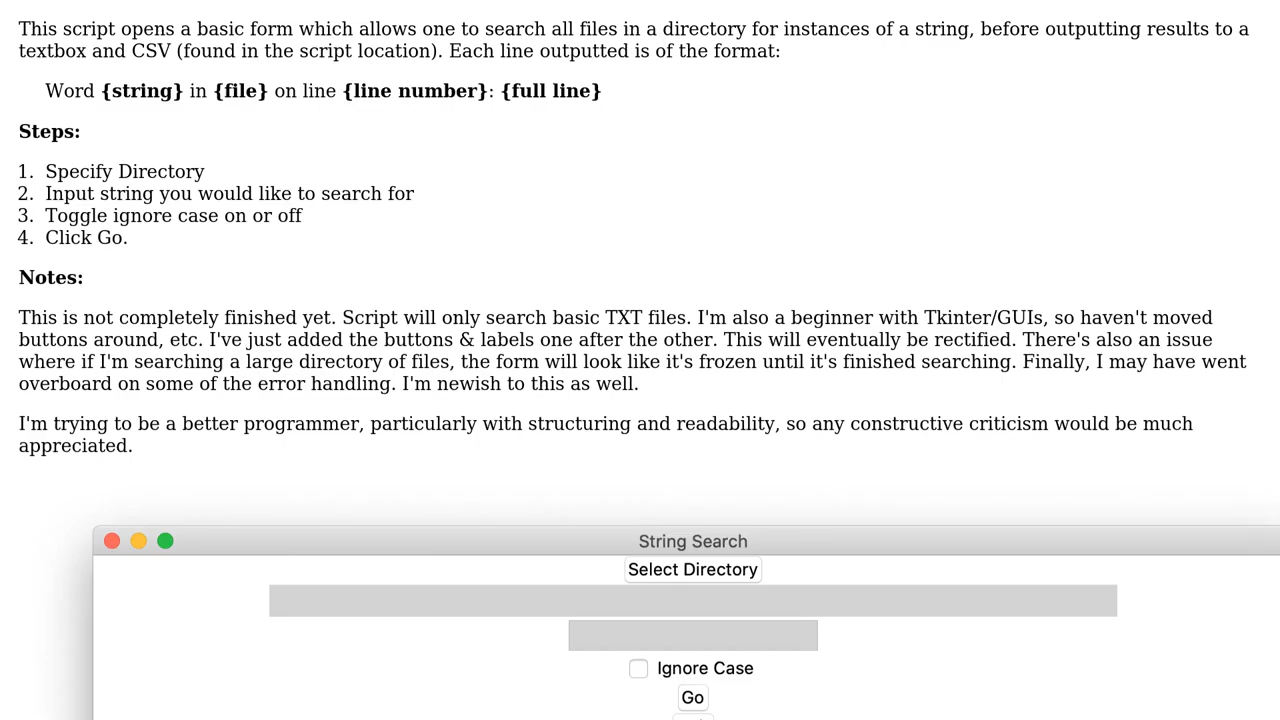 This script opens a basic form which allows one to search all files in a directory for instances of a string, before outputting results to a
textbox and CSV (found in the script location). Each line outputted is of the format:
Word {string} in {file} on line {line number}: {full line}
Steps:
1. Specify Directory
2. Input string you would like to search for
3. Toggle ignore case on or off
4. Click Go.
Notes:
This is not completely finished yet. Script will only search basic TXT files. I'm also a beginner with Tkinter/GUIs, so haven't moved
buttons around, etc. I've just added the buttons & labels one after the other. This will eventually be rectified. There's also an issue
where if I'm searching a large directory of files, the form will look like it's frozen until it's finished searching. Finally, I may have went
overboard on some of the error handling. I'm newish to this as well.
I'm trying to be a better programmer, particularly with structuring and readability, so any constructive criticism would be much
appreciated.
String Search
Select Directory
Ignore Case
Go